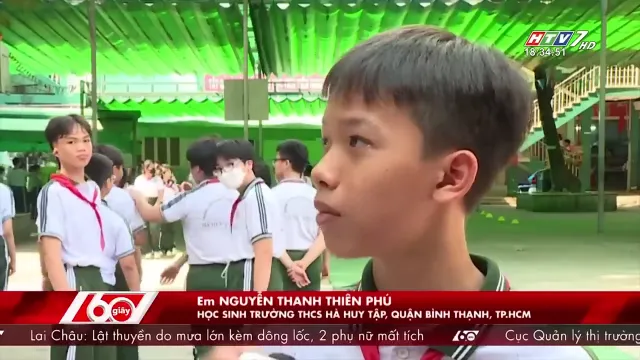 HTV7 HD
18:34:51
Em NGUYỄN THANH THIÊN PHÚ
HỌC SINH TRƯỜNG THCS HÀ HUY TẬP, QUẬN BÌNH THẠNH, TP.HCM
60 giây
Lai Châu: Lật thuyền do mưa lớn kèm dông lốc, 2 phụ nữ mất tích 60 giây Cục Quản lý thị trường